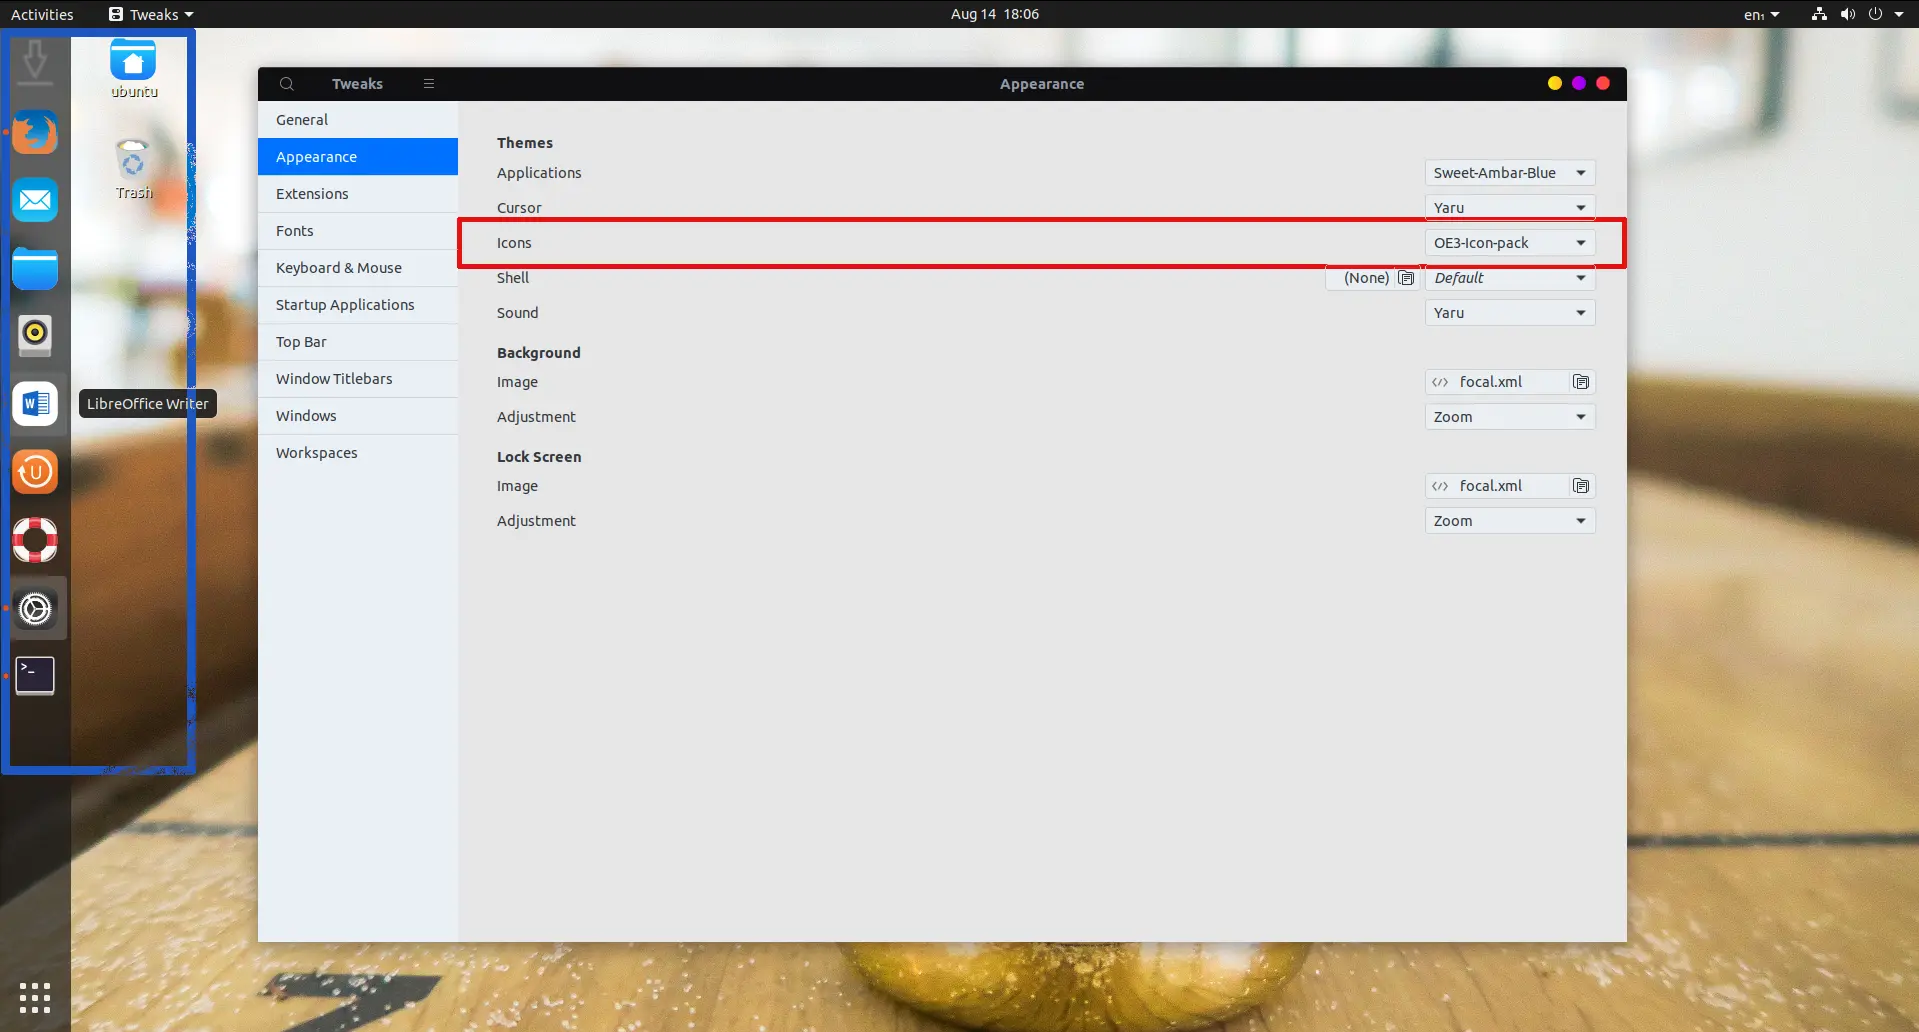 Activities Tweaks Aug 14 18:06 en₁
ubuntu
Trash
LibreOffice Writer
Tweaks Appearance
General
Appearance
Extensions
Fonts
Keyboard & Mouse
Startup Applications
Top Bar
Window Titlebars
Windows
Workspaces
Themes
Applications Sweet-Ambar-Blue
Cursor Yaru
Icons OE3-Icon-pack
Shell (None) Default
Sound Yaru
Background
Image focal.xml
Adjustment Zoom
Lock Screen
Image focal.xml
Adjustment Zoom